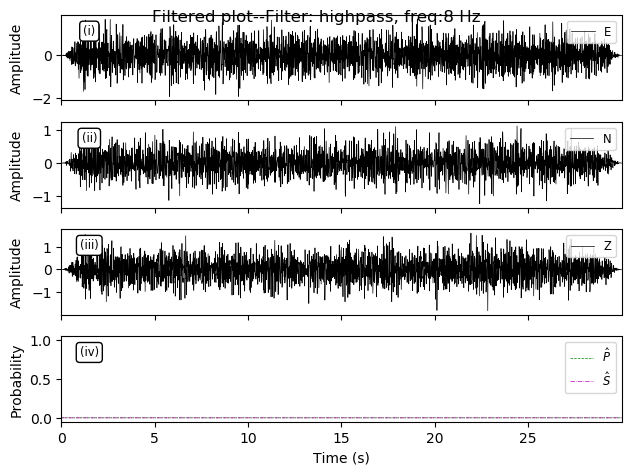 Filtered plot--Filter: highpass, freq:8 Hz
(i)
E
Amplitude
0
−2
(ii)
N
Amplitude
1
0
−1
(iii)
Z
Amplitude
1
0
−1
(iv)
P̂
Ŝ
Probability
1.0
0.5
0.0
0 5 10 15 20 25
Time (s)